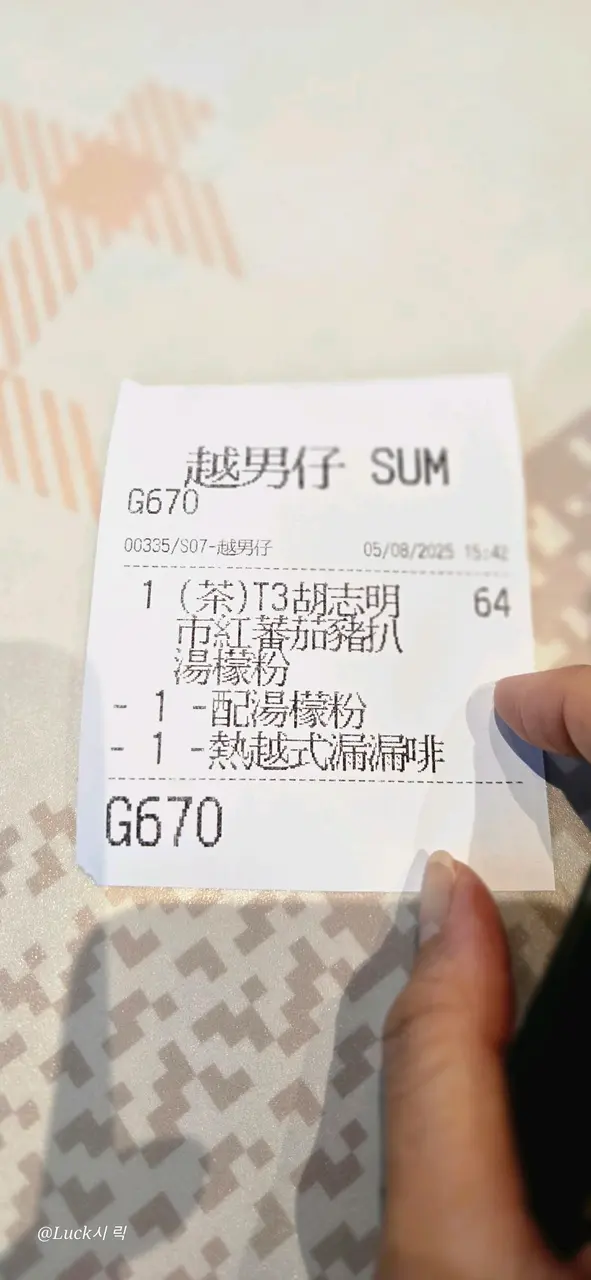 越男仔 SUM
G670
00335/S07-越男仔 05/08/2025 15:42
1 (茶)T3胡志明 64
市紅蕃茄豬扒
湯檬粉
- 1 -配湯檬粉
- 1 -熱越式漏漏啡
G670
@Luck시 릭